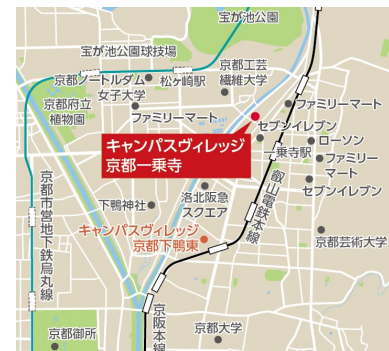 宝が池公園
宝が池公園球技場
京都ノートルダム
女子大学
松ヶ崎駅
京都工芸
繊維大学
京都府立
植物園
ファミリーマート
ファミリーマート
セブンイレブン
キャンパスヴィレッジ
京都一乗寺
一乗寺駅
ローソン
ファミリー
マート
セブンイレブン
下鴨神社
洛北阪急
スクエア
叡山電鉄本線
京都市営地下鉄烏丸線
キャンパスヴィレッジ
京都下鴨東
京都芸術大学
京阪本線
京都御所
京都大学